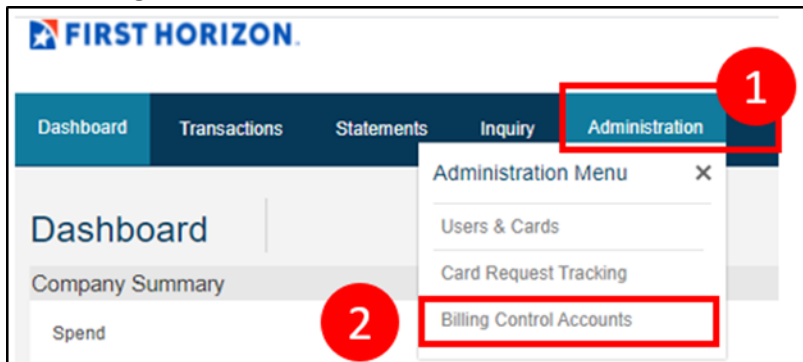 FIRST HORIZON.
1
Dashboard Transactions Statements Inquiry Administration
Administration Menu ×
Dashboard
Users & Cards
Company Summary
Card Request Tracking
Spend
2
Billing Control Accounts